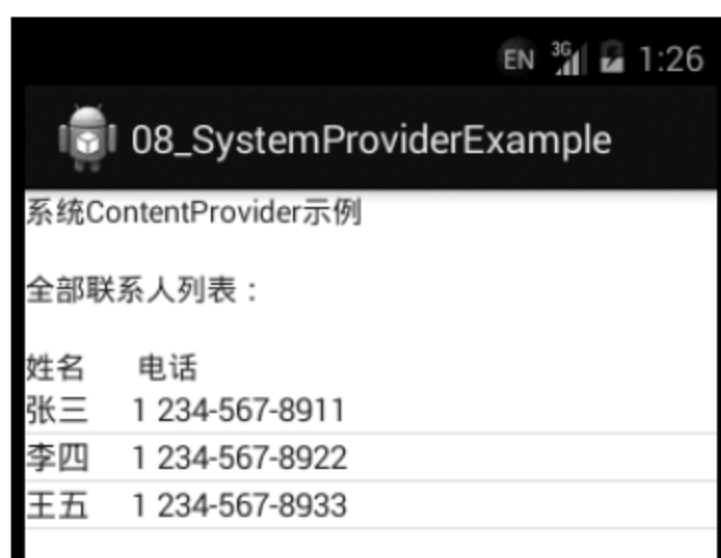 EN 3G 1:26
08_SystemProviderExample
系统ContentProvider示例
全部联系人列表：
姓名 电话
张三 1 234-567-8911
李四 1 234-567-8922
王五 1 234-567-8933